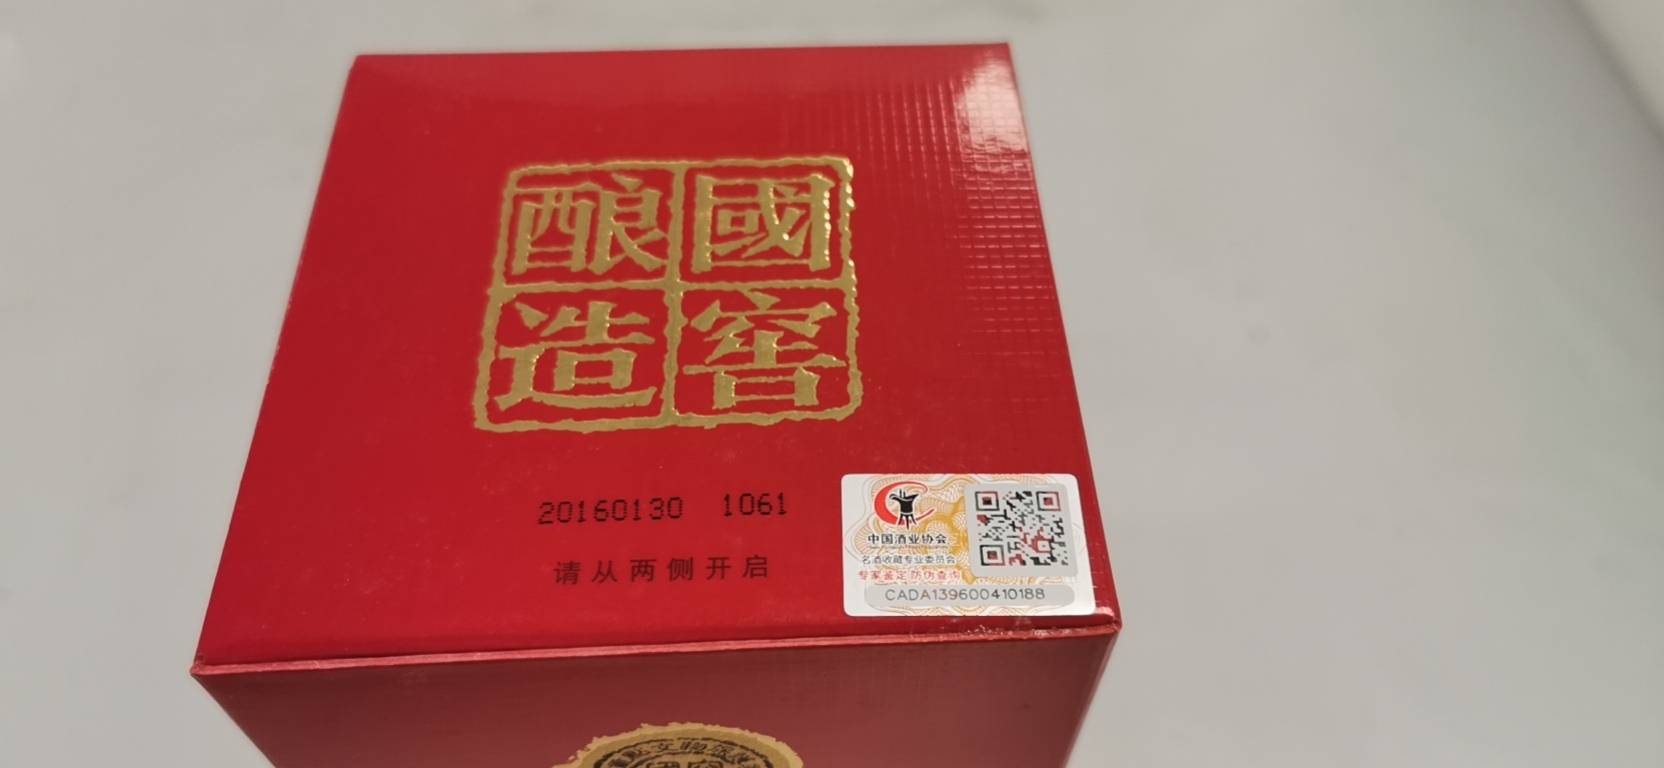 國窖
酿造
20160130 1061
请从两侧开启
中国酒业协会
名酒收藏专业委员会
专家鉴定 防伪查询
CADA139600410188